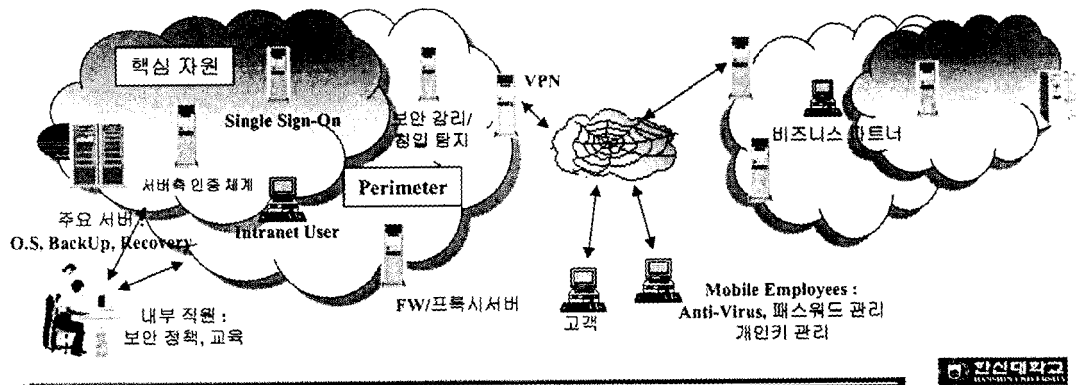 핵심 자원
Single Sign-On
보안 감리/
침입 탐지
VPN
서버측 인증 체계
Perimeter
Intranet User
주요 서버 :
O.S. BackUp, Recovery
내부 직원 :
보안 정책, 교육
FW/프록시서버
고객
Mobile Employees :
Anti-Virus, 패스워드 관리
개인키 관리
비즈니스 파트너
한신대학교
HANSHIN UNIVERSITY